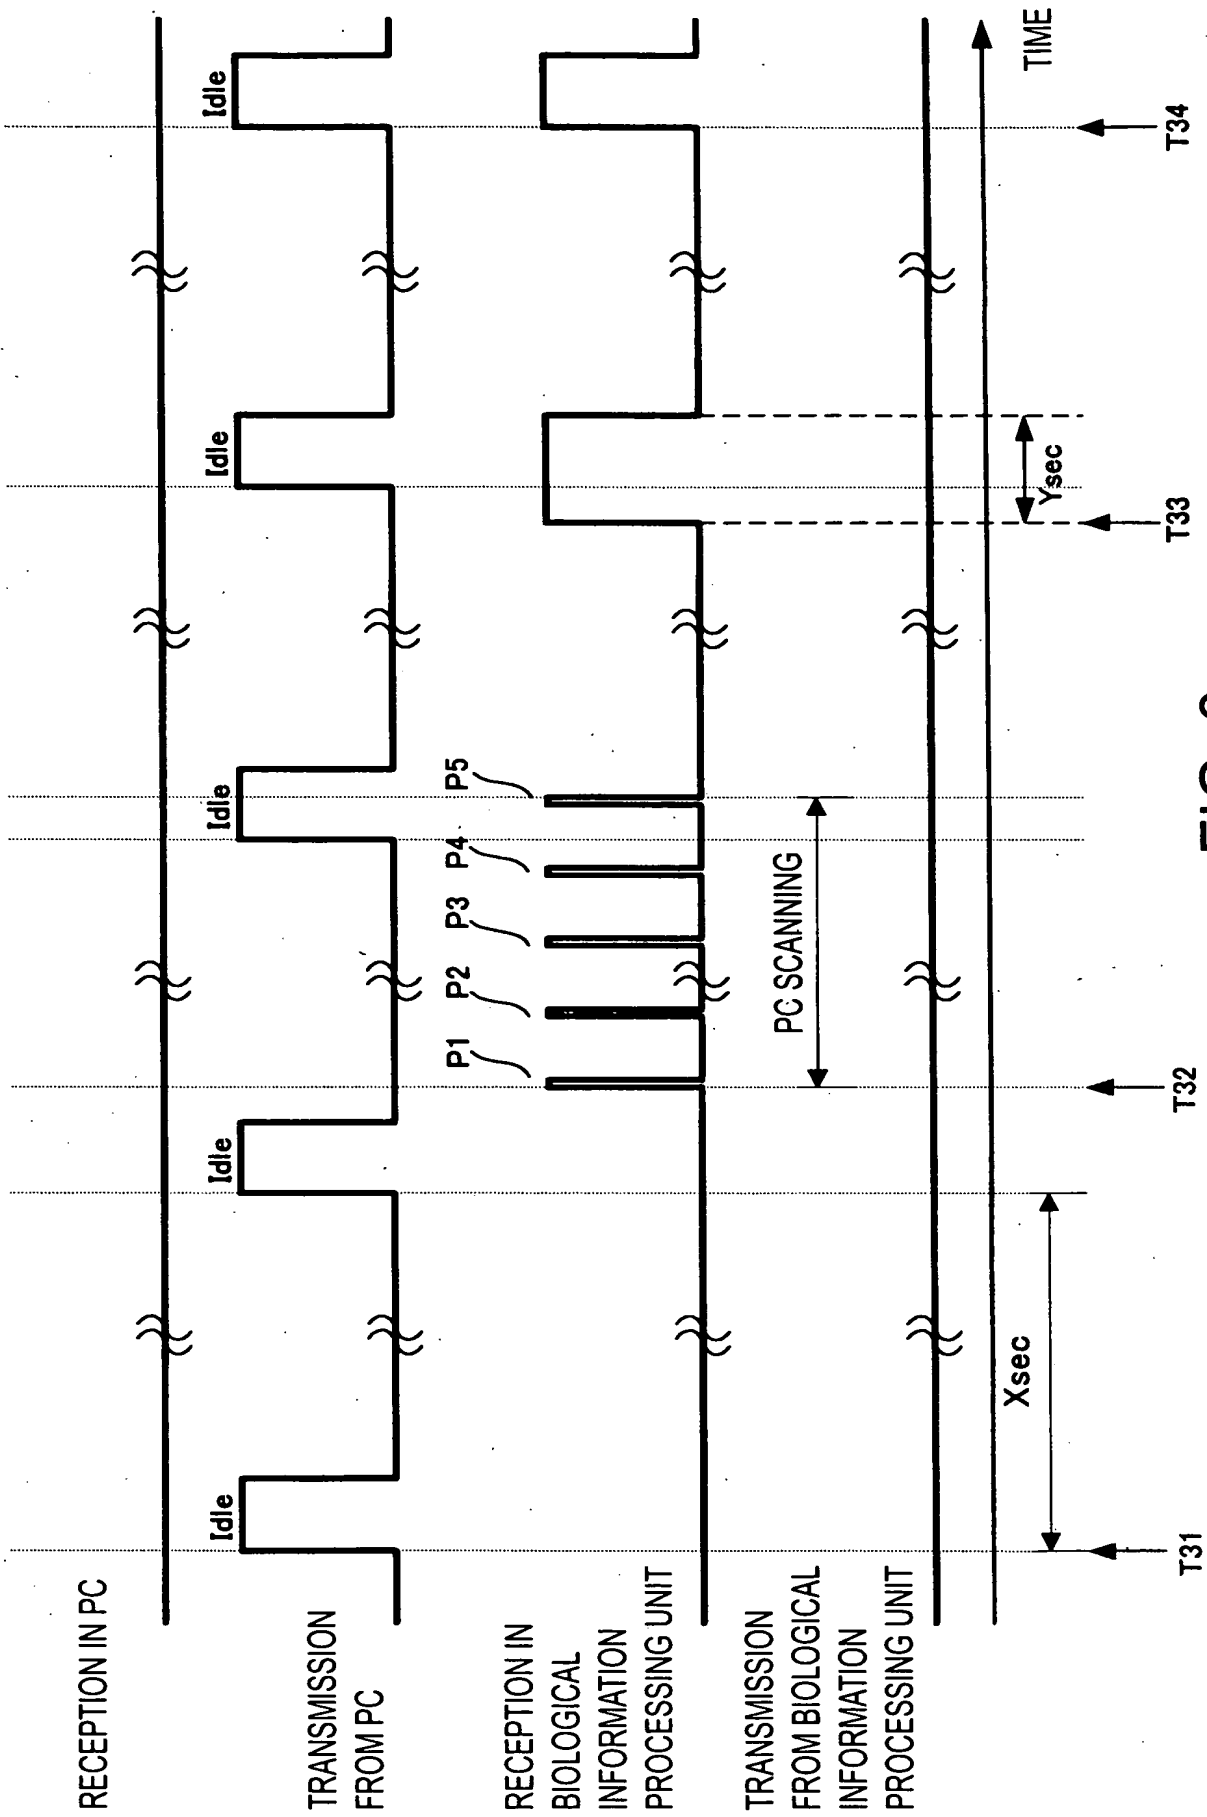 RECEPTION IN PC
TRANSMISSION
FROM PC
Idle
Idle
Idle
Idle
Idle
RECEPTION IN
BIOLOGICAL
INFORMATION
PROCESSING UNIT
P1
P2
P3
P4
P5
PC SCANNING
TRANSMISSION
FROM BIOLOGICAL
INFORMATION
PROCESSING UNIT
Xsec
Ysec
TIME
T31
T32
T33
T34
FIG.